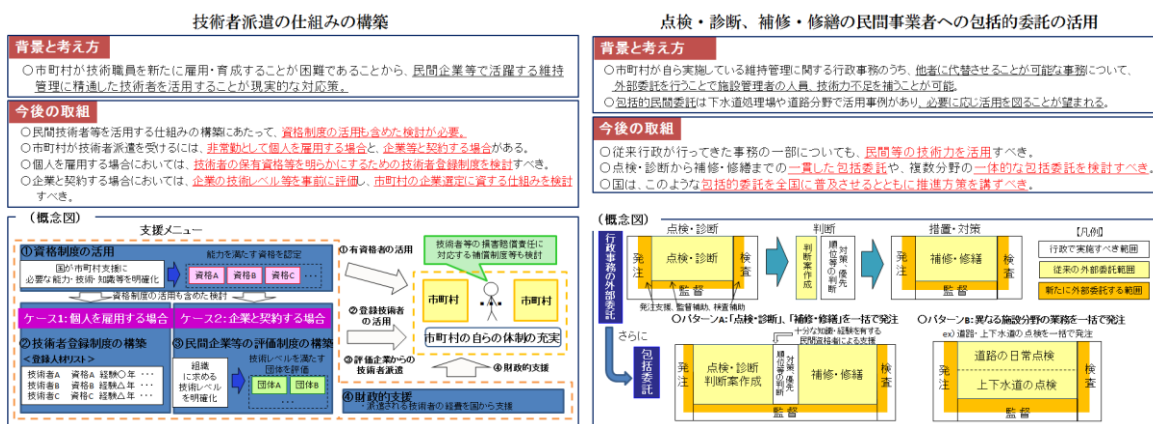 技術者派遣の仕組みの構築
背景と考え方
○市町村が技術職員を新たに雇用・育成することが困難であることから、民間企業等で活躍する維持
管理に精通した技術者を活用することが現実的な対応策。
今後の取組
○民間技術者等を活用する仕組みの構築にあたって、資格制度の活用も含めた検討が必要。
○市町村が技術者派遣を受けるには、非常勤として個人を雇用する場合と、企業等と契約する場合がある。
○個人を雇用する場合においては、技術者の保有資格等を明らかにするための技術者登録制度を検討すべき。
○企業と契約する場合においては、企業の技術レベル等を事前に評価し、市町村の企業選定に資する仕組みを検討
すべき。
(概念図)
支援メニュー
①資格制度の活用
能力を満たす資格を認定
国が市町村支援に
必要な能力・技術・知識等を明確化
資格A
資格B
資格C
・・・
資格制度の活用も含めた検討
ケース1:個人を雇用する場合
ケース2:企業と契約する場合
②技術者登録制度の構築
<登録人材リスト>
技術者A 資格A 経験○年 ・・・
技術者B 資格B 経験△年 ・・・
技術者C 資格C 経験△年 ・・・
③民間企業等の評価制度の構築
組織
に求める
技術レベル
を明確化
技術レベルを満たす
団体を評価
団体A
団体B
・・・
④財政的支援
・派遣される技術者の経費を国から支援
①有資格者の活用
②登録技術者
の活用
③評価企業からの
技術者派遣
④財政的支援
技術者等の損害賠償責任に
対応する補償制度等も検討
市町村
市町村
市町村の自らの体制の充実
点検・診断、補修・修繕の民間事業者への包括的委託の活用
背景と考え方
○市町村が自ら実施している維持管理に関する行政事務のうち、他者に代替させることが可能な事務について、
外部委託を行うことで施設管理者の人員、技術力不足を補うことが可能。
○包括的民間委託は下水道処理場や道路分野で活用事例があり、必要に応じ活用を図ることが望まれる。
今後の取組
○従来行政が行ってきた事務の一部についても、民間等の技術力を活用すべき。
○点検・診断から補修・修繕までの一貫した包括委託や、複数分野の一体的な包括委託を検討すべき。
○国は、このような包括的委託を全国に普及させるとともに推進方策を講ずべき。
(概念図)
行政事務の外部委託
点検・診断
発注
点検・診断
検査
監督
発注支援、監督補助、検査補助
判断
判断案作成
対策・優先
順位等の判断
措置・対策
発注
補修・修繕
検査
監督
【凡例】
行政で実施すべき範囲
従来の外部委託範囲
新たに外部委託する範囲
さらに
包括委託
○パターンA:「点検・診断」、「補修・修繕」を一括で発注
十分な知識・経験を有する
民間資格者による支援
発注
点検・診断
判断案作成
対策・優先
順位等の判断
補修・修繕
検査
監督
○パターンB:異なる施設分野の業務を一括で発注
ex)道路・上下水道の点検を一括で発注
発注
道路の日常点検
上下水道の点検
検査
監督